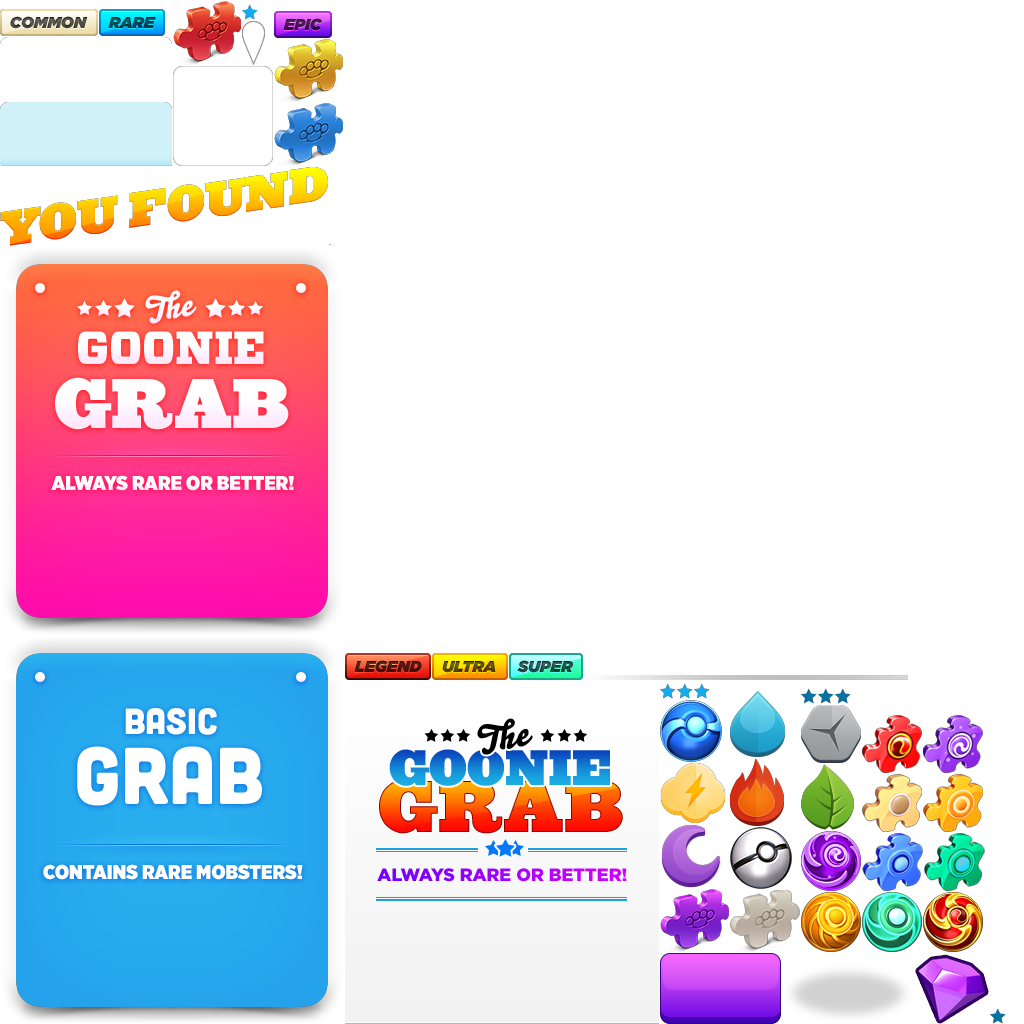 COMMON
RARE
EPIC
YOU FOUND
The
GOONIE
GRAB
ALWAYS RARE OR BETTER!
BASIC
GRAB
CONTAINS RARE MOBSTERS!
LEGEND
ULTRA
SUPER
The
GOONIE
GRAB
ALWAYS RARE OR BETTER!